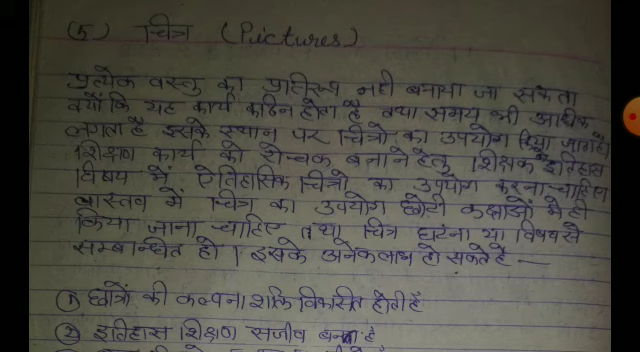 (5) चित्र (Pictures)
प्रत्येक वस्तु का प्रतिरूप नही बनाया जा सकता
क्योंकि यह कार्य कठिन होता है तथा समय भी अधिक
लगता है इसके स्थान पर चित्रो का उपयोग किया जाता है।
शिक्षण कार्य को रोचक बनाने हेतु शिक्षक इतिहास
विषय में ऐतिहासिक चित्रो का उपयोग करना चाहिए
वास्तव में चित्र का उपयोग छोटी कक्षाओं में ही
किया जाना चाहिए तथा चित्र घटना या विषय से
सम्बान्धित हो। इसके अनेक लाभ हो सकते है —
① छात्रों की कल्पना शक्ति विकासित होती है
② इतिहास शिक्षण सजीव बनता है